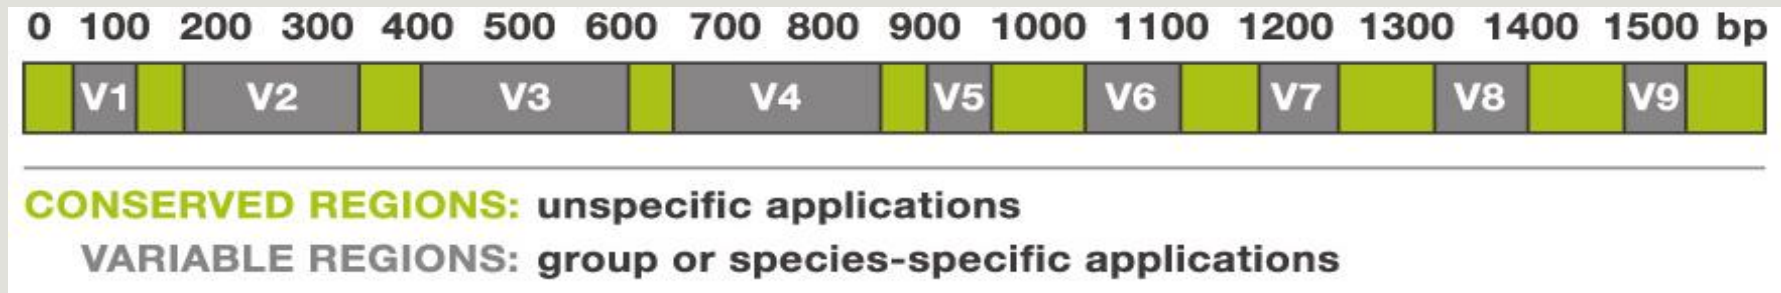 0 100 200 300 400 500 600 700 800 900 1000 1100 1200 1300 1400 1500 bp
V1 V2 V3 V4 V5 V6 V7 V8 V9
CONSERVED REGIONS: unspecific applications
VARIABLE REGIONS: group or species-specific applications